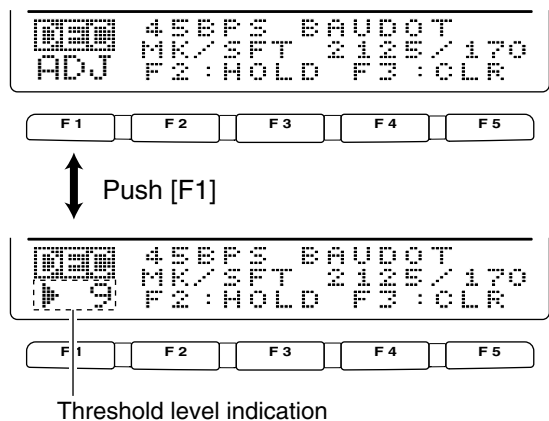 45BPS BAUDOT
MK/SFT 2125/170
ADJ F2:HOLD F3:CLR
F1 F2 F3 F4 F5
Push [F1]
45BPS BAUDOT
MK/SFT 2125/170
▶ 9 F2:HOLD F3:CLR
F1 F2 F3 F4 F5
Threshold level indication